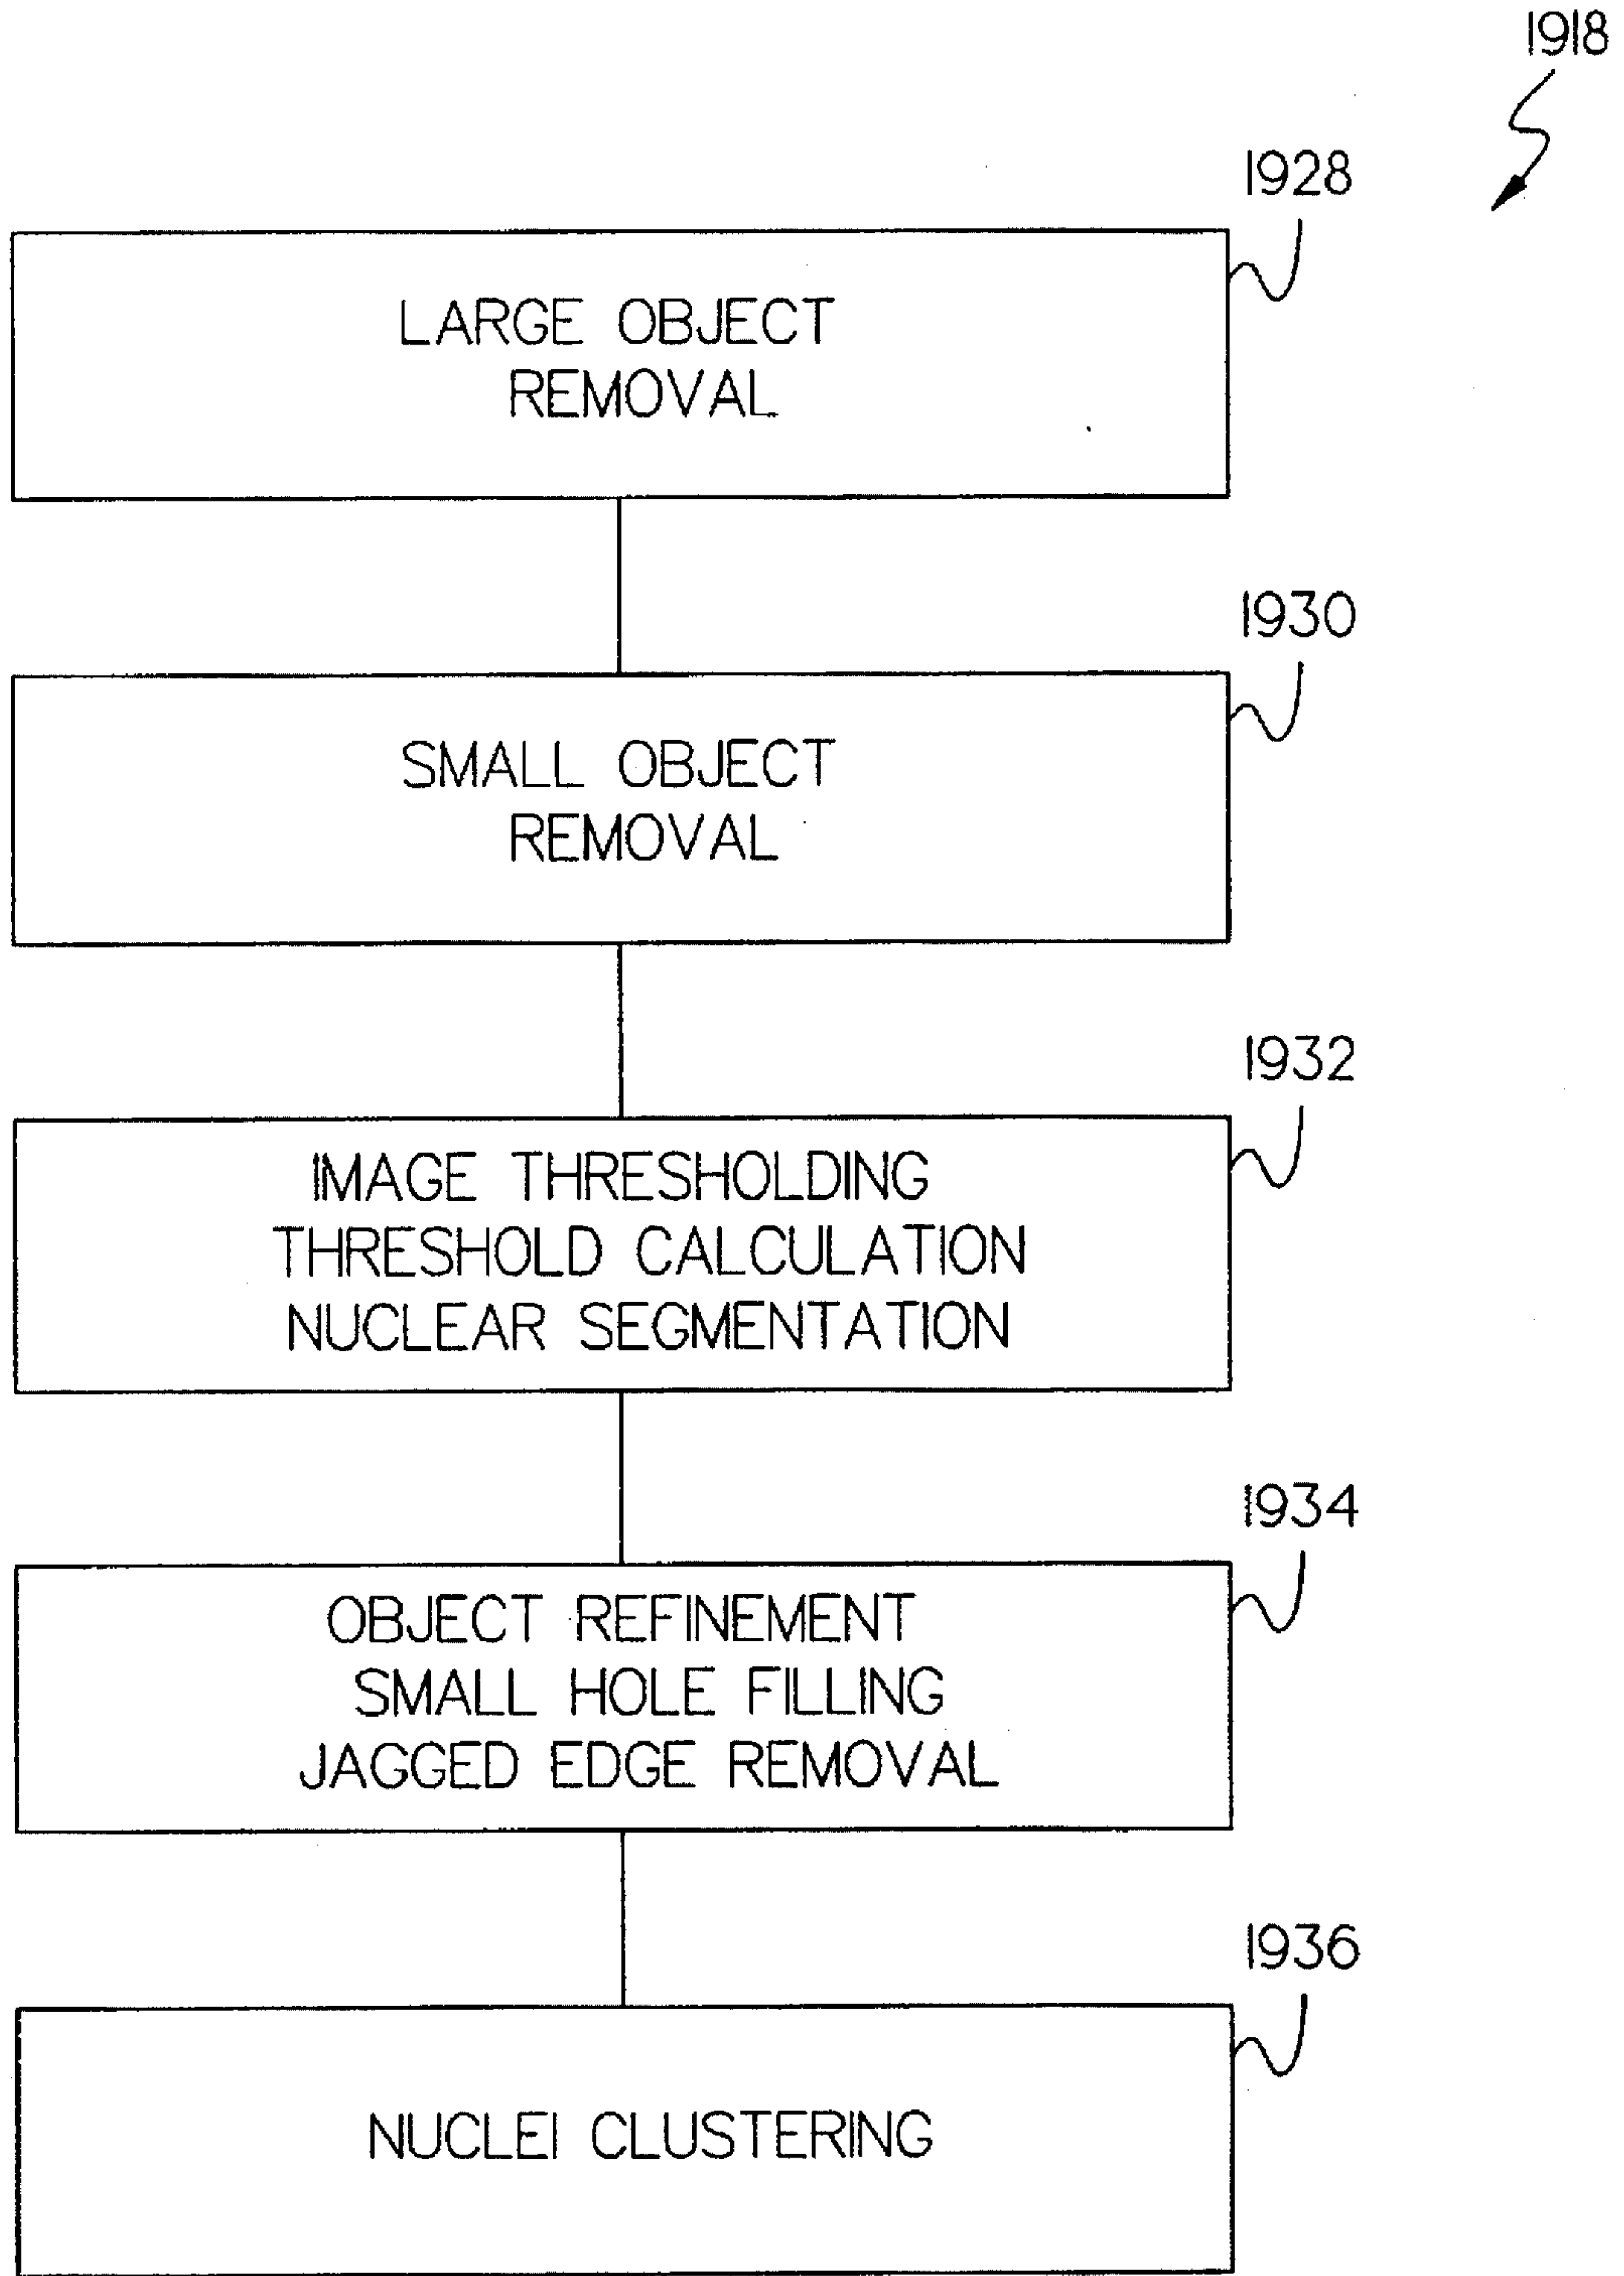 1918
1928
LARGE OBJECT
REMOVAL
1930
SMALL OBJECT
REMOVAL
1932
IMAGE THRESHOLDING
THRESHOLD CALCULATION
NUCLEAR SEGMENTATION
1934
OBJECT REFINEMENT
SMALL HOLE FILLING
JAGGED EDGE REMOVAL
1936
NUCLEI CLUSTERING